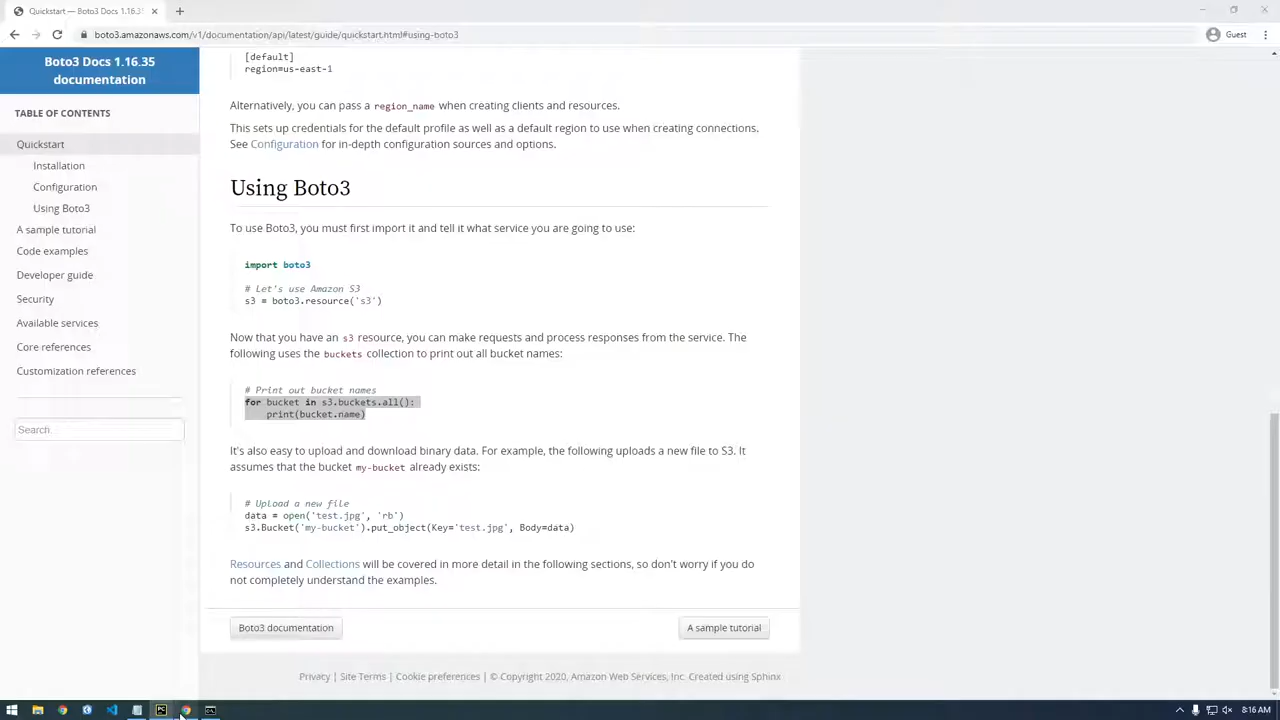 Quickstart — Boto3 Docs 1.16.35
boto3.amazonaws.com/v1/documentation/api/latest/guide/quickstart.html#using-boto3
Guest
Boto3 Docs 1.16.35
documentation
TABLE OF CONTENTS
Quickstart
Installation
Configuration
Using Boto3
A sample tutorial
Code examples
Developer guide
Security
Available services
Core references
Customization references
Search...
[default]
region=us-east-1
Alternatively, you can pass a region_name when creating clients and resources.
This sets up credentials for the default profile as well as a default region to use when creating connections.
See Configuration for in-depth configuration sources and options.
Using Boto3
To use Boto3, you must first import it and tell it what service you are going to use:
import boto3
# Let's use Amazon S3
s3 = boto3.resource('s3')
Now that you have an s3 resource, you can make requests and process responses from the service. The
following uses the buckets collection to print out all bucket names:
# Print out bucket names
for bucket in s3.buckets.all():
    print(bucket.name)
It's also easy to upload and download binary data. For example, the following uploads a new file to S3. It
assumes that the bucket my-bucket already exists:
# Upload a new file
data = open('test.jpg', 'rb')
s3.Bucket('my-bucket').put_object(Key='test.jpg', Body=data)
Resources and Collections will be covered in more detail in the following sections, so don't worry if you do
not completely understand the examples.
Boto3 documentation
A sample tutorial
Privacy | Site Terms | Cookie preferences | © Copyright 2020, Amazon Web Services, Inc. Created using Sphinx
PC
8:16 AM